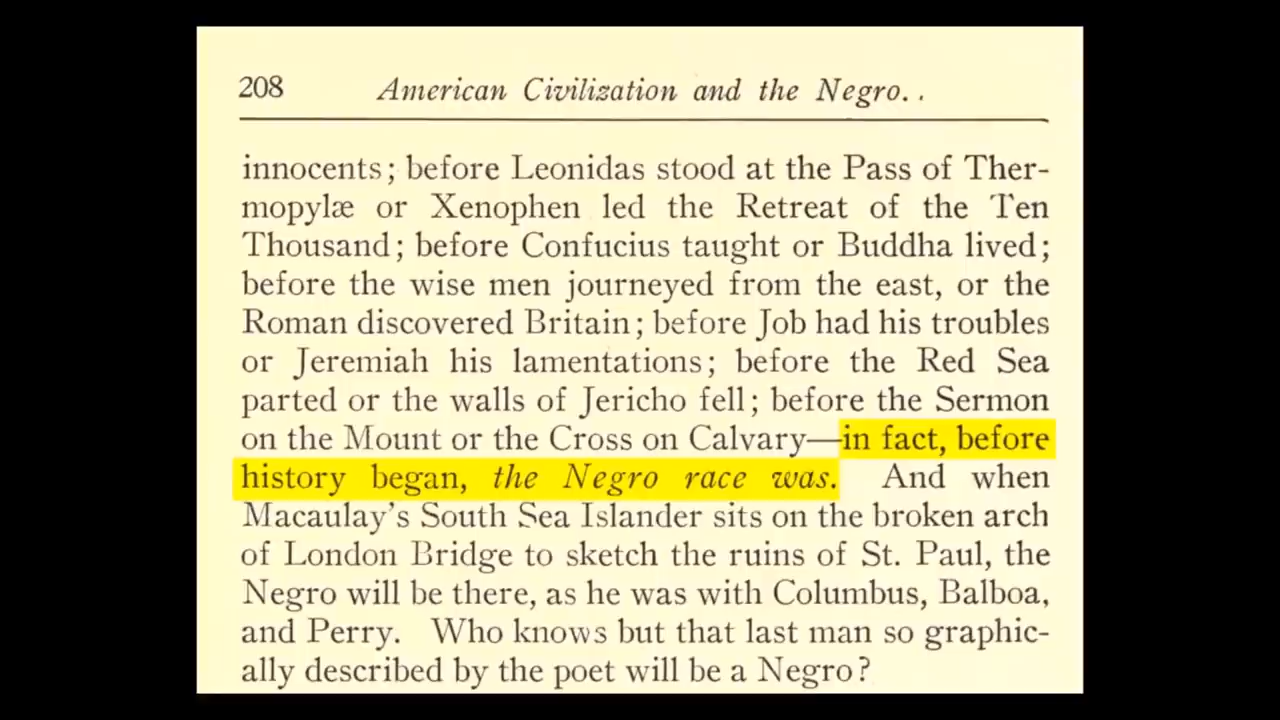 208 American Civilization and the Negro. .
innocents; before Leonidas stood at the Pass of Ther-
mopylæ or Xenophen led the Retreat of the Ten
Thousand; before Confucius taught or Buddha lived;
before the wise men journeyed from the east, or the
Roman discovered Britain; before Job had his troubles
or Jeremiah his lamentations; before the Red Sea
parted or the walls of Jericho fell; before the Sermon
on the Mount or the Cross on Calvary—in fact, before
history began, the Negro race was. And when
Macaulay's South Sea Islander sits on the broken arch
of London Bridge to sketch the ruins of St. Paul, the
Negro will be there, as he was with Columbus, Balboa,
and Perry. Who knows but that last man so graphic-
ally described by the poet will be a Negro?